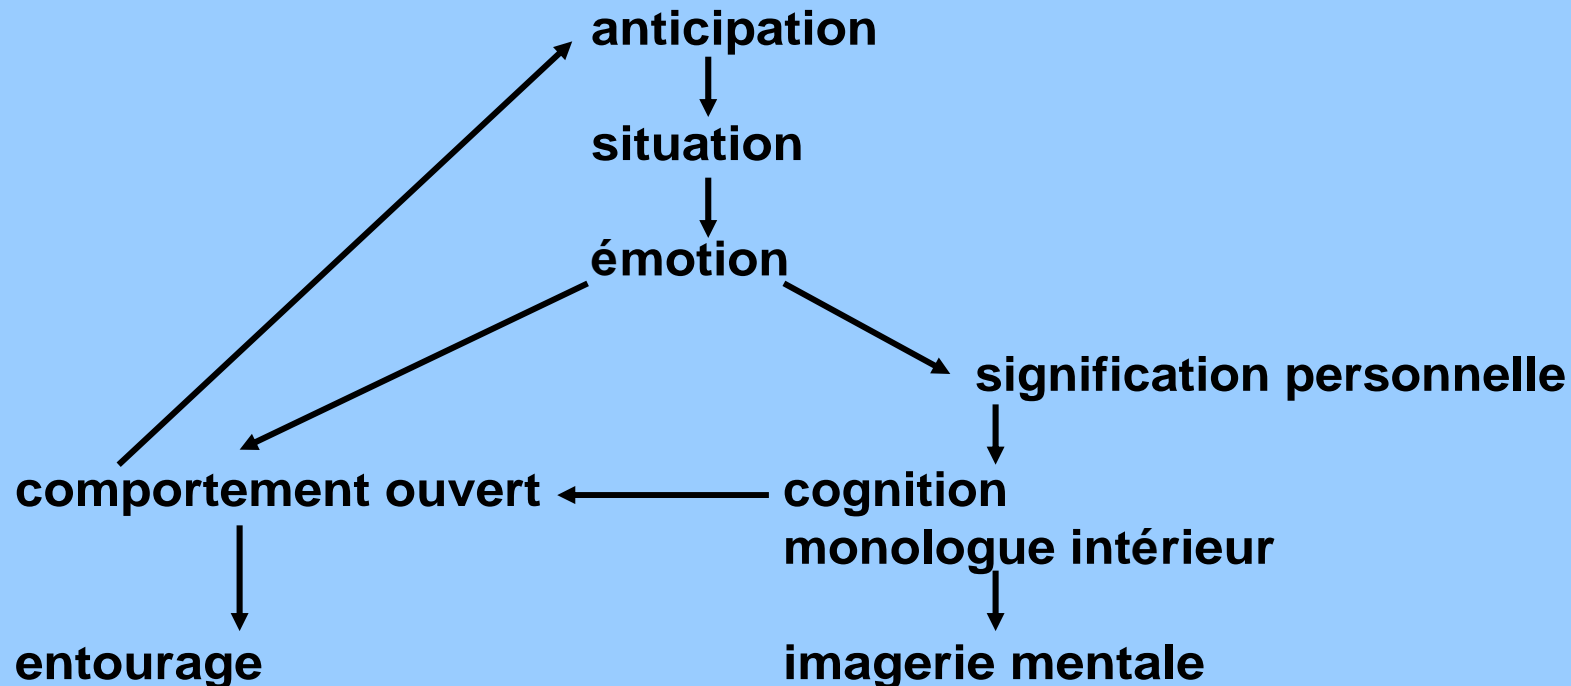 anticipation
situation
émotion
signification personnelle
comportement ouvert
cognition
monologue intérieur
entourage
imagerie mentale